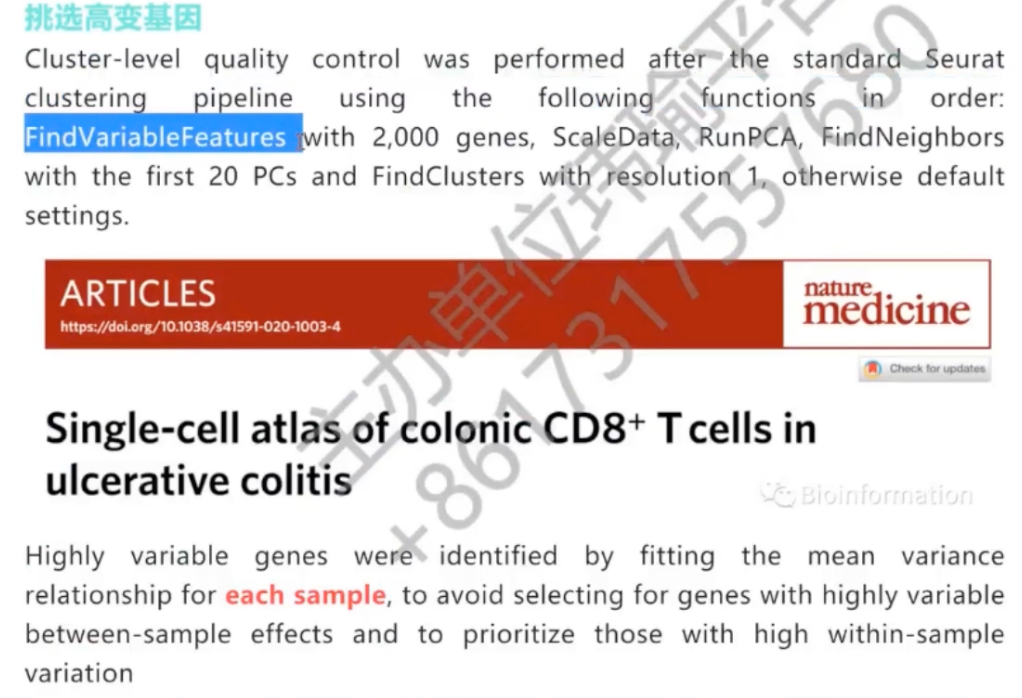 挑选高变基因
Cluster-level quality control was performed after the standard Seurat
clustering pipeline using the following functions in order:
FindVariableFeatures with 2,000 genes, ScaleData, RunPCA, FindNeighbors
with the first 20 PCs and FindClusters with resolution 1, otherwise default
settings.
ARTICLES
https://doi.org/10.1038/s41591-020-1003-4
nature
medicine
Check for updates
Single-cell atlas of colonic CD8+ T cells in
ulcerative colitis
Bioinformation
Highly variable genes were identified by fitting the mean variance
relationship for each sample, to avoid selecting for genes with highly variable
between-sample effects and to prioritize those with high within-sample
variation
主办单位玮瑜平台
+8617317557680